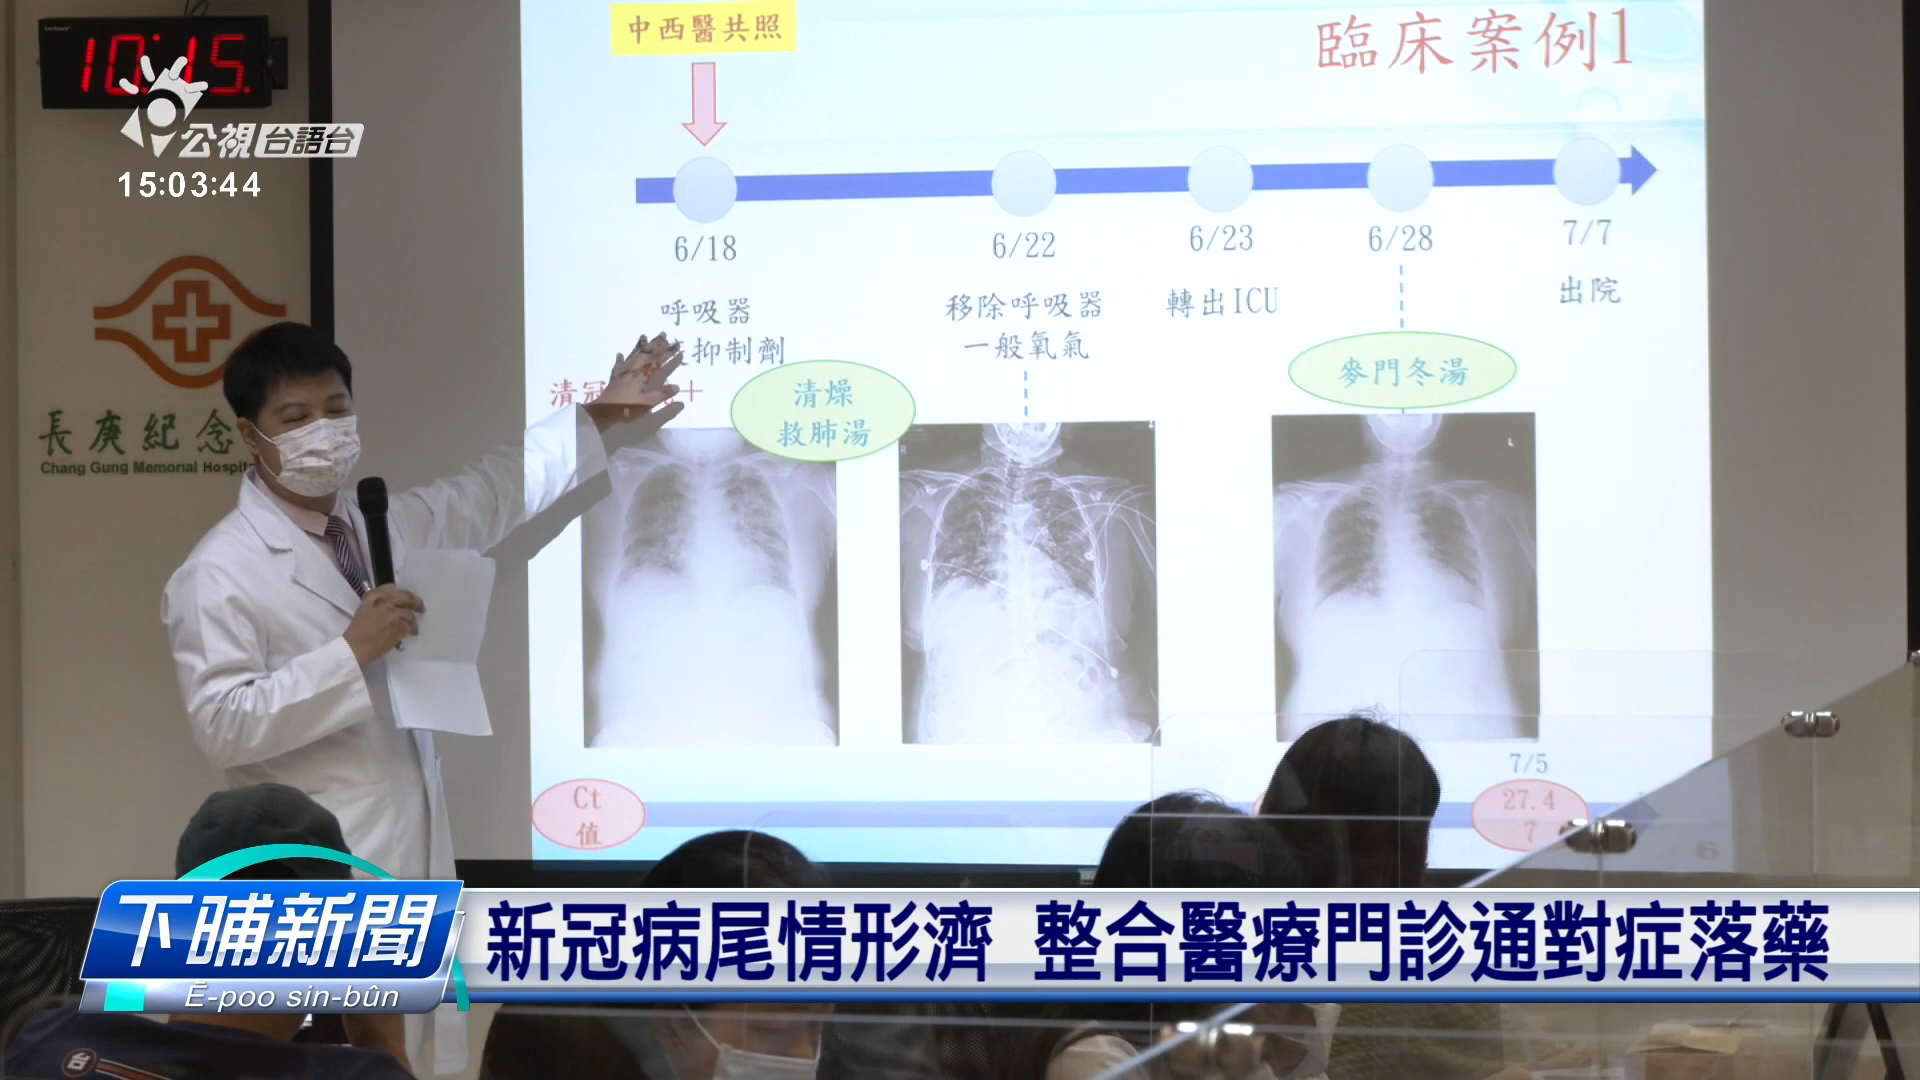 10:15
公視台語台
15:03:44
長庚紀念
Chang Gung Memorial Hospit
中西醫共照
臨床案例1
6/18
6/22
6/23
6/28
7/7
呼吸器
抑制劑
清冠
+
移除呼吸器
一般氧氣
轉出ICU
出院
清燥
救肺湯
麥門冬湯
R
L
7/5
Ct
值
27.4
7
6
下晡新聞
Ē-poo sin-bûn
新冠病尾情形濟 整合醫療門診通對症落藥
台